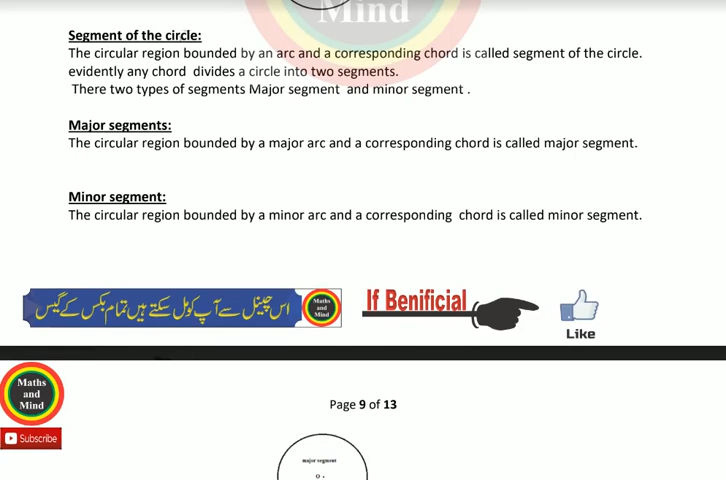 Mind
Segment of the circle:
The circular region bounded by an arc and a corresponding chord is called segment of the circle.
evidently any chord divides a circle into two segments.
There two types of segments Major segment and minor segment .
Major segments:
The circular region bounded by a major arc and a corresponding chord is called major segment.
Minor segment:
The circular region bounded by a minor arc and a corresponding chord is called minor segment.
اس چینل سے آپ کو مل سکتے ہیں تمام بکس کے گیس
Maths
and
Mind
If Benificial
Like
Maths
and
Mind
Subscribe
Page 9 of 13
major segment
O